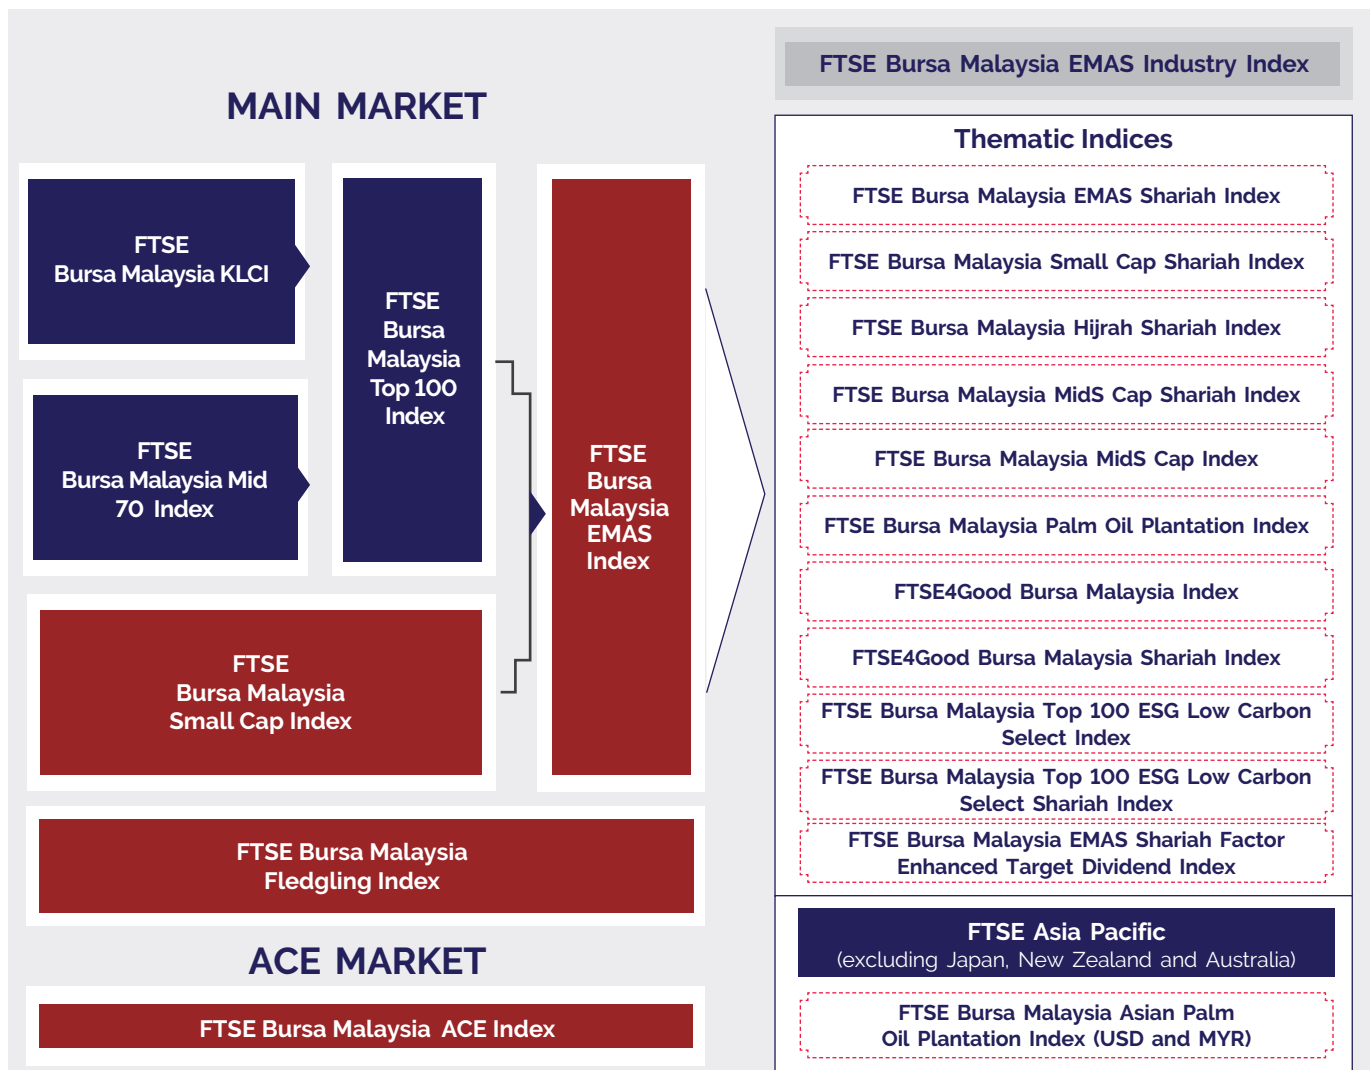 MAIN MARKET
FTSE
Bursa Malaysia KLCI
FTSE
Bursa Malaysia Mid
70 Index
FTSE
Bursa
Malaysia
Top 100
Index
FTSE
Bursa Malaysia
Small Cap Index
FTSE
Bursa
Malaysia
EMAS
Index
FTSE Bursa Malaysia
Fledgling Index
ACE MARKET
FTSE Bursa Malaysia ACE Index
FTSE Bursa Malaysia EMAS Industry Index
Thematic Indices
FTSE Bursa Malaysia EMAS Shariah Index
FTSE Bursa Malaysia Small Cap Shariah Index
FTSE Bursa Malaysia Hijrah Shariah Index
FTSE Bursa Malaysia MidS Cap Shariah Index
FTSE Bursa Malaysia MidS Cap Index
FTSE Bursa Malaysia Palm Oil Plantation Index
FTSE4Good Bursa Malaysia Index
FTSE4Good Bursa Malaysia Shariah Index
FTSE Bursa Malaysia Top 100 ESG Low Carbon
Select Index
FTSE Bursa Malaysia Top 100 ESG Low Carbon
Select Shariah Index
FTSE Bursa Malaysia EMAS Shariah Factor
Enhanced Target Dividend Index
FTSE Asia Pacific
(excluding Japan, New Zealand and Australia)
FTSE Bursa Malaysia Asian Palm
Oil Plantation Index (USD and MYR)